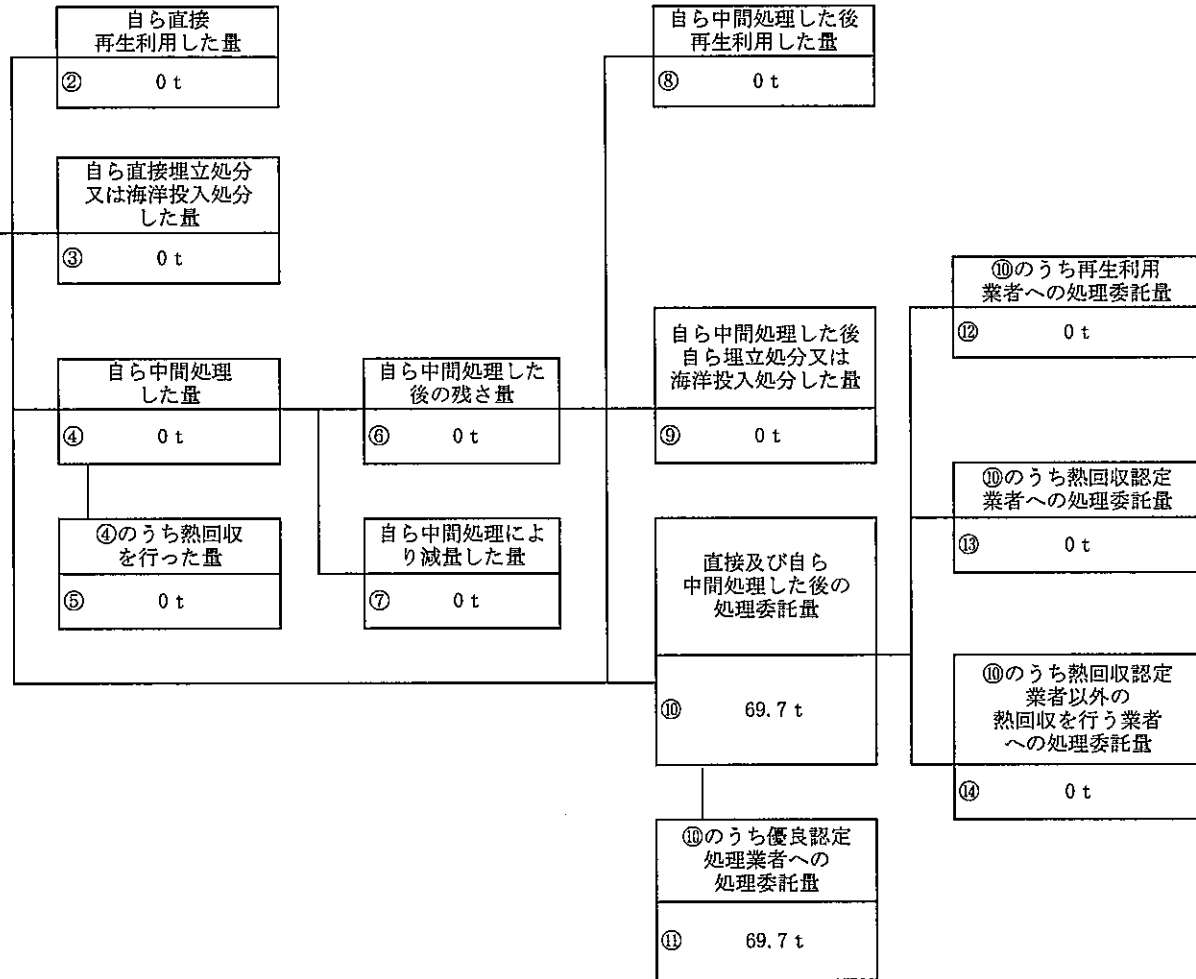 自ら直接
再生利用した量
② 0 t
自ら直接埋立処分
又は海洋投入処分
した量
③ 0 t
自ら中間処理
した量
④ 0 t
④のうち熱回収
を行った量
⑤ 0 t
自ら中間処理した
後の残さ量
⑥ 0 t
自ら中間処理によ
り減量した量
⑦ 0 t
自ら中間処理した後
再生利用した量
⑧ 0 t
自ら中間処理した後
自ら埋立処分又は
海洋投入処分した量
⑨ 0 t
直接及び自ら
中間処理した後の
処理委託量
⑩ 69.7 t
⑩のうち優良認定
処理業者への
処理委託量
⑪ 69.7 t
⑩のうち再生利用
業者への処理委託量
⑫ 0 t
⑩のうち熱回収認定
業者への処理委託量
⑬ 0 t
⑩のうち熱回収認定
業者以外の
熱回収を行う業者
への処理委託量
⑭ 0 t